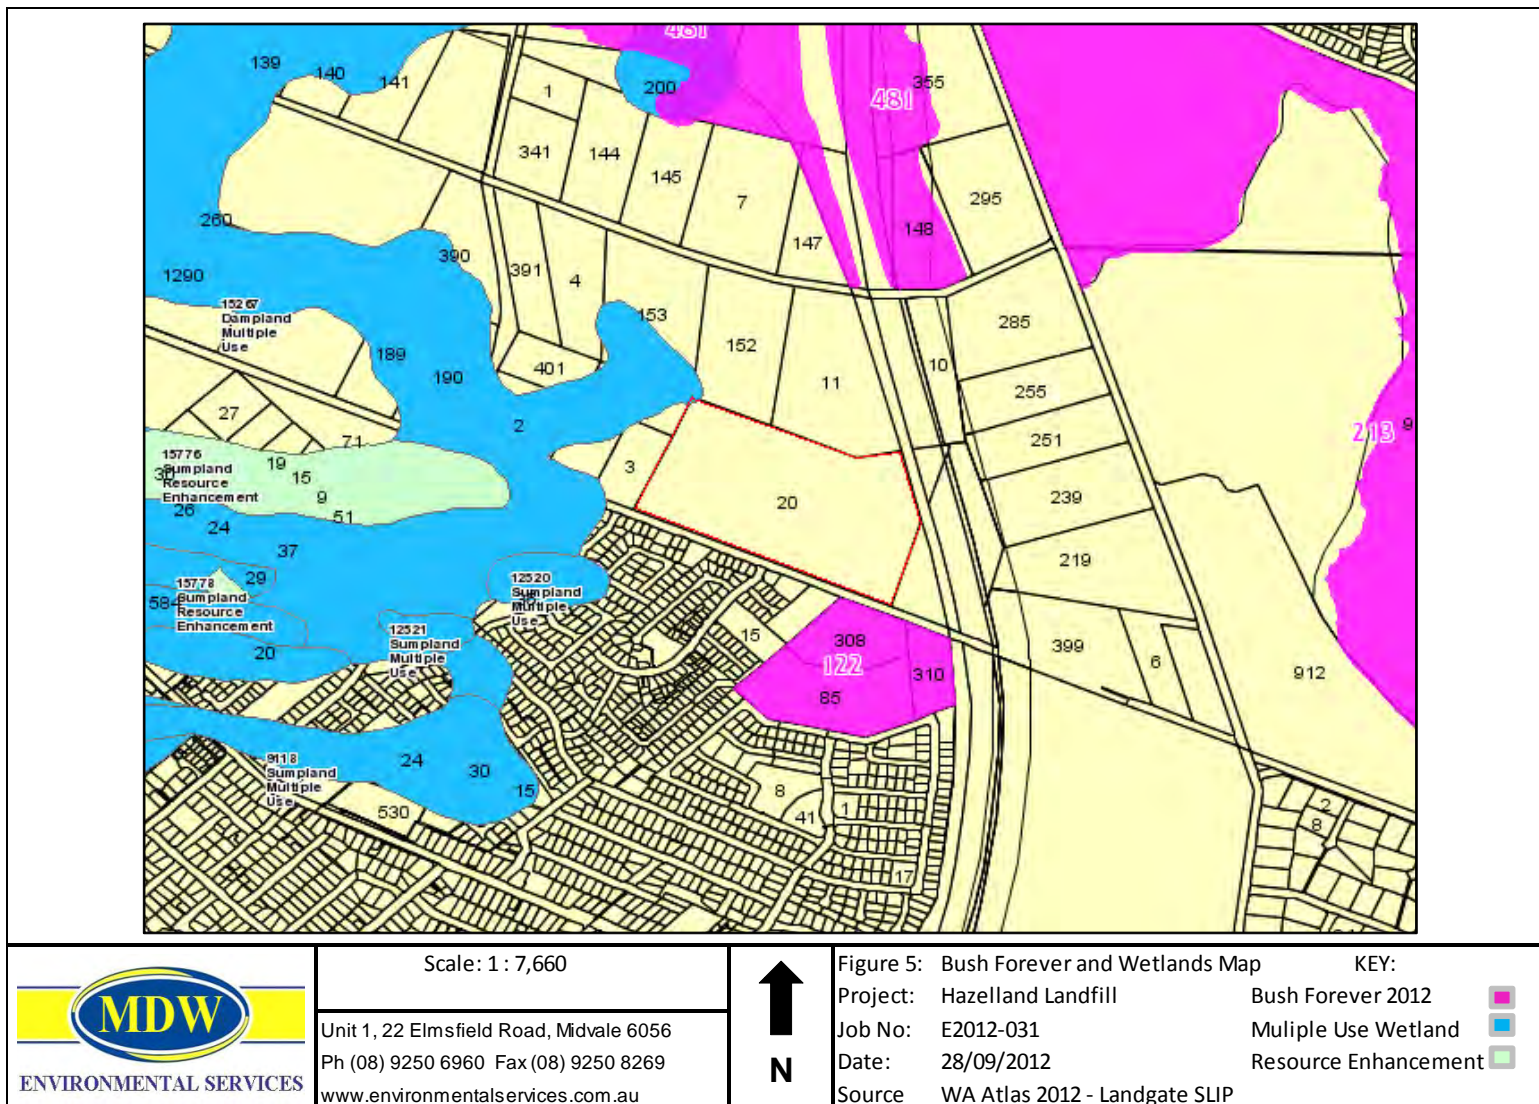 481
139
140
141
200
355
1
481
341
144
145
7
295
147
148
260
390
391
4
1290
15267
Dampland
Multiple
Use
153
285
189
152
10
190
401
11
255
27
2
9
213
71
251
15776
Sumpland
Resource
Enhancement
30
19
15
9
3
20
239
51
26
24
37
219
29
15778
Sumpland
Resource
Enhancement
584
12520
Sumpland
Multiple
Use
12521
Sumpland
Multiple
Use
20
15
308
122
85
310
399
6
912
9118
Sumpland
Multiple
Use
24
30
15
530
8
41
1
17
2
8
MDW
ENVIRONMENTAL SERVICES
Scale: 1 : 7,660
Unit 1, 22 Elmsfield Road, Midvale 6056
Ph (08) 9250 6960 Fax (08) 9250 8269
www.environmentalservices.com.au
N
Figure 5: Bush Forever and Wetlands Map KEY:
Project: Hazelland Landfill Bush Forever 2012
Job No: E2012-031 Muliple Use Wetland
Date: 28/09/2012 Resource Enhancement
Source WA Atlas 2012 - Landgate SLIP